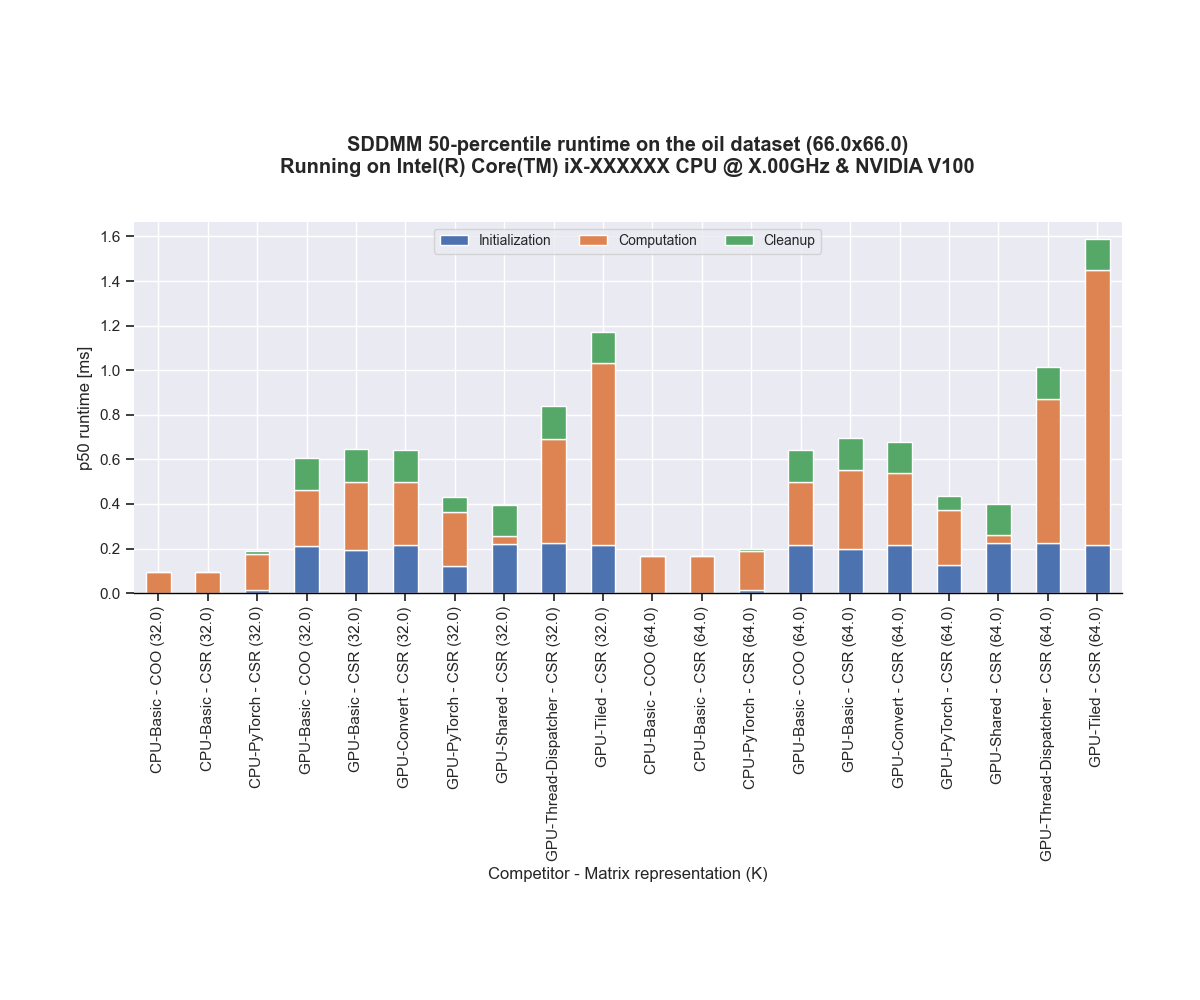 SDDMM 50-percentile runtime on the oil dataset (66.0x66.0)
Running on Intel(R) Core(TM) iX-XXXXXX CPU @ X.00GHz & NVIDIA V100
Initialization
Computation
Cleanup
p50 runtime [ms]
1.6
1.4
1.2
1.0
0.8
0.6
0.4
0.2
0.0
CPU-Basic - COO (32.0)
CPU-Basic - CSR (32.0)
CPU-PyTorch - CSR (32.0)
GPU-Basic - COO (32.0)
GPU-Basic - CSR (32.0)
GPU-Convert - CSR (32.0)
GPU-PyTorch - CSR (32.0)
GPU-Shared - CSR (32.0)
GPU-Thread-Dispatcher - CSR (32.0)
GPU-Tiled - CSR (32.0)
CPU-Basic - COO (64.0)
CPU-Basic - CSR (64.0)
CPU-PyTorch - CSR (64.0)
GPU-Basic - COO (64.0)
GPU-Basic - CSR (64.0)
GPU-Convert - CSR (64.0)
GPU-PyTorch - CSR (64.0)
GPU-Shared - CSR (64.0)
GPU-Thread-Dispatcher - CSR (64.0)
GPU-Tiled - CSR (64.0)
Competitor - Matrix representation (K)